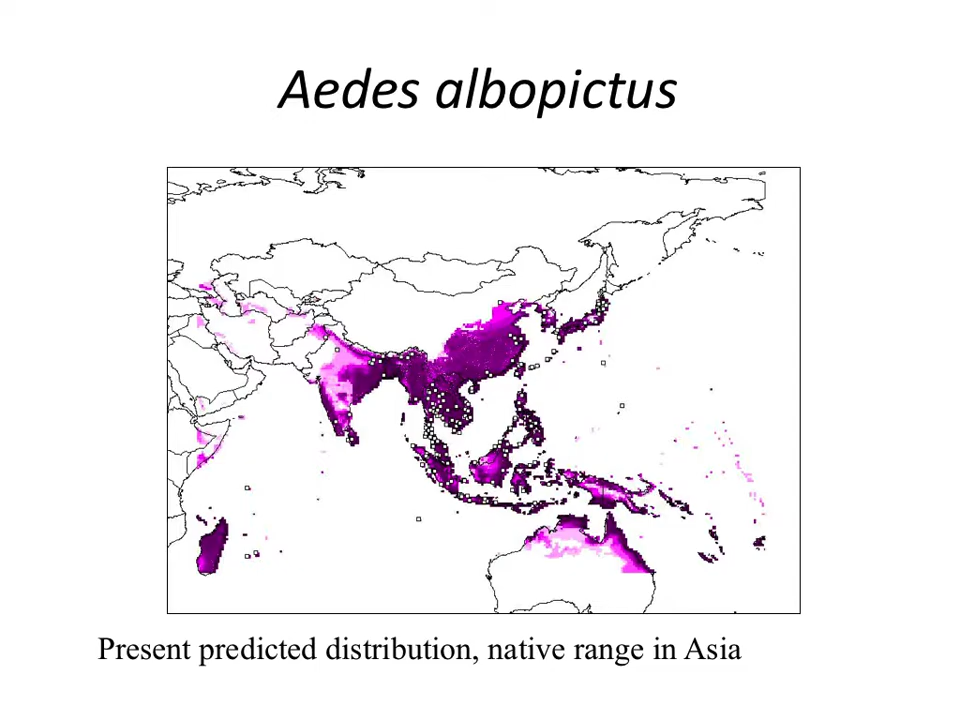 Aedes albopictus
Present predicted distribution, native range in Asia